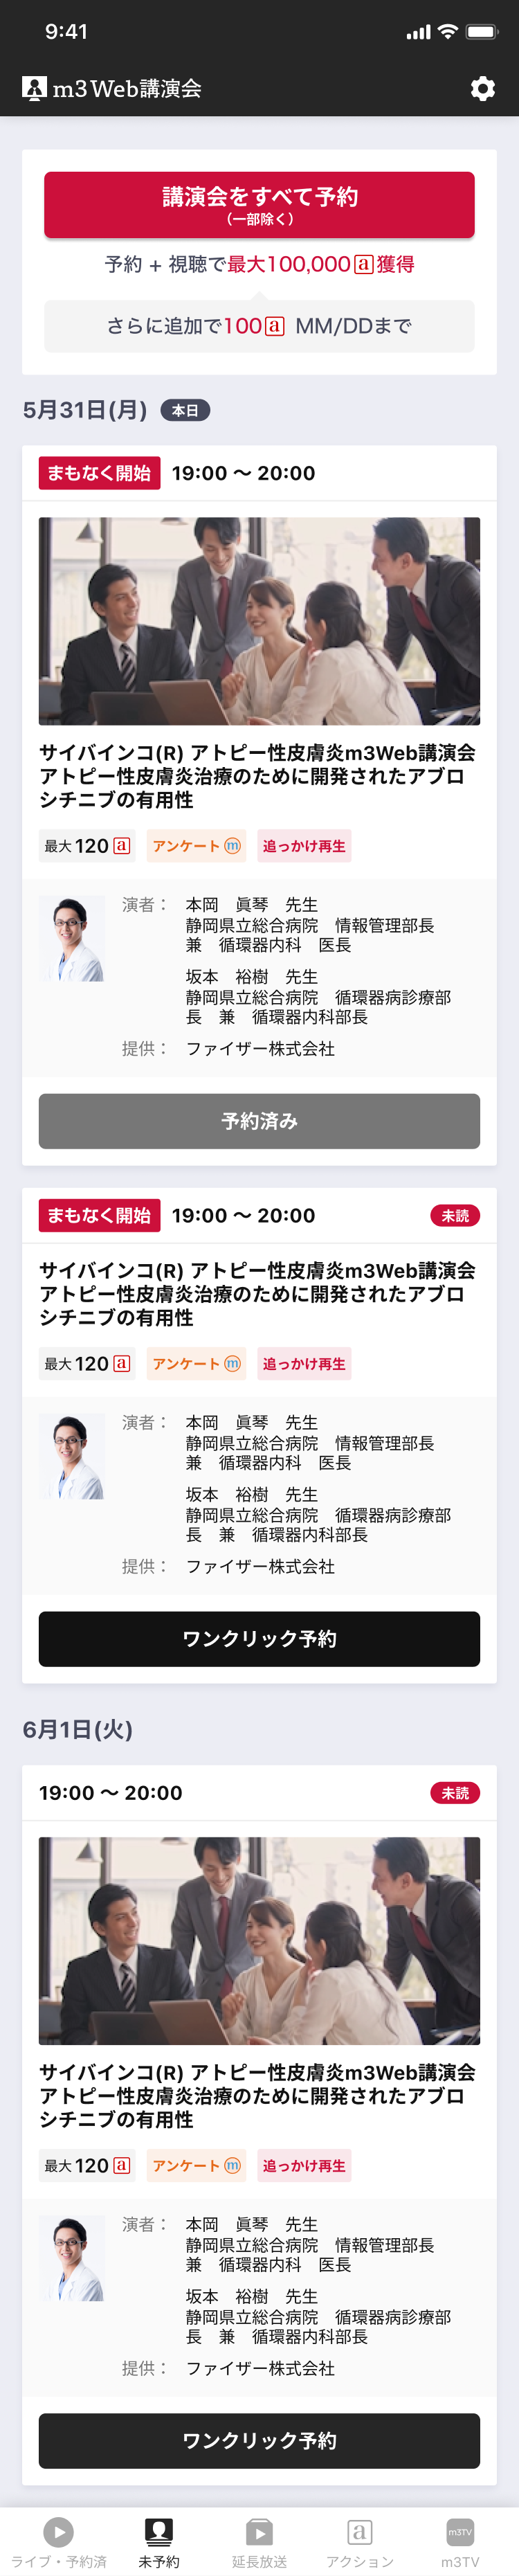 9:41
m3 Web講演会
講演会をすべて予約
（一部除く）
予約 + 視聴で最大100,000a獲得
さらに追加で100a MM/DDまで
5月31日(月) 本日
まもなく開始 19:00 〜 20:00
サイバインコ(R) アトピー性皮膚炎m3Web講演会
アトピー性皮膚炎治療のために開発されたアブロ
シチニブの有用性
最大 120 a アンケート m 追っかけ再生
演者： 本岡　眞琴　先生
静岡県立総合病院　情報管理部長
兼　循環器内科　医長
坂本　裕樹　先生
静岡県立総合病院　循環器病診療部
長　兼　循環器内科部長
提供： ファイザー株式会社
予約済み
まもなく開始 19:00 〜 20:00 未読
サイバインコ(R) アトピー性皮膚炎m3Web講演会
アトピー性皮膚炎治療のために開発されたアブロ
シチニブの有用性
最大 120 a アンケート m 追っかけ再生
演者： 本岡　眞琴　先生
静岡県立総合病院　情報管理部長
兼　循環器内科　医長
坂本　裕樹　先生
静岡県立総合病院　循環器病診療部
長　兼　循環器内科部長
提供： ファイザー株式会社
ワンクリック予約
6月1日(火)
19:00 〜 20:00 未読
サイバインコ(R) アトピー性皮膚炎m3Web講演会
アトピー性皮膚炎治療のために開発されたアブロ
シチニブの有用性
最大 120 a アンケート m 追っかけ再生
演者： 本岡　眞琴　先生
静岡県立総合病院　情報管理部長
兼　循環器内科　医長
坂本　裕樹　先生
静岡県立総合病院　循環器病診療部
長　兼　循環器内科部長
提供： ファイザー株式会社
ワンクリック予約
a m3TV
ライブ・予約済 未予約 延長放送 アクション m3TV